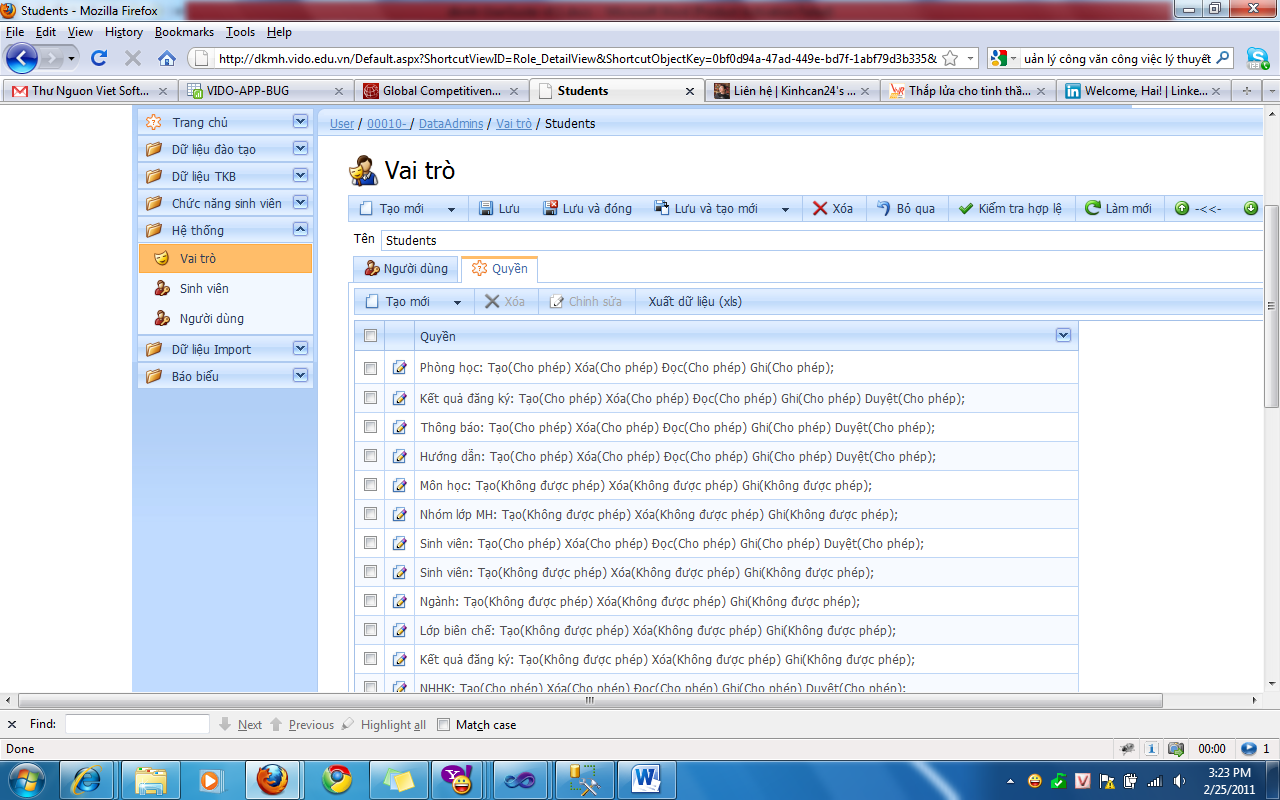 Students - Mozilla Firefox
File Edit View History Bookmarks Tools Help
http://dkmh.vido.edu.vn/Default.aspx?ShortcutViewID=Role_DetailView&ShortcutObjectKey=0bf0d94a-47ad-449e-bd7f-1abf79d3b335& uản lý công văn công việc lý thuyết
Thư Nguon Viet Soft... VIDO-APP-BUG Global Competitiven... Students Liên hệ | Kinhcan24's ... Thắp lửa cho tinh thầ... Welcome, Hai! | Linke...
Trang chủ
Dữ liệu đào tạo
Dữ liệu TKB
Chức năng sinh viên
Hệ thống
Vai trò
Sinh viên
Người dùng
Dữ liệu Import
Báo biểu
User / 00010- / DataAdmins / Vai trò / Students
Vai trò
Tạo mới Lưu Lưu và đóng Lưu và tạo mới Xóa Bỏ qua Kiểm tra hợp lệ Làm mới -<<-
Tên Students
Người dùng Quyền
Tạo mới Xóa Chỉnh sửa Xuất dữ liệu (xls)
Quyền
Phòng học: Tạo(Cho phép) Xóa(Cho phép) Đọc(Cho phép) Ghi(Cho phép);
Kết quả đăng ký: Tạo(Cho phép) Xóa(Cho phép) Đọc(Cho phép) Ghi(Cho phép) Duyệt(Cho phép);
Thông báo: Tạo(Cho phép) Xóa(Cho phép) Đọc(Cho phép) Ghi(Cho phép) Duyệt(Cho phép);
Hướng dẫn: Tạo(Cho phép) Xóa(Cho phép) Đọc(Cho phép) Ghi(Cho phép) Duyệt(Cho phép);
Môn học: Tạo(Không được phép) Xóa(Không được phép) Ghi(Không được phép);
Nhóm lớp MH: Tạo(Không được phép) Xóa(Không được phép) Ghi(Không được phép);
Sinh viên: Tạo(Cho phép) Xóa(Cho phép) Đọc(Cho phép) Ghi(Cho phép) Duyệt(Cho phép);
Sinh viên: Tạo(Không được phép) Xóa(Không được phép) Ghi(Không được phép);
Ngành: Tạo(Không được phép) Xóa(Không được phép) Ghi(Không được phép);
Lớp biên chế: Tạo(Không được phép) Xóa(Không được phép) Ghi(Không được phép);
Kết quả đăng ký: Tạo(Không được phép) Xóa(Không được phép) Ghi(Không được phép);
NHHK: Tạo(Cho phép) Xóa(Cho phép) Đọc(Cho phép) Ghi(Cho phép) Duyệt(Cho phép);
Find: Next Previous Highlight all Match case
Done 00:00 1
3:23 PM
2/25/2011